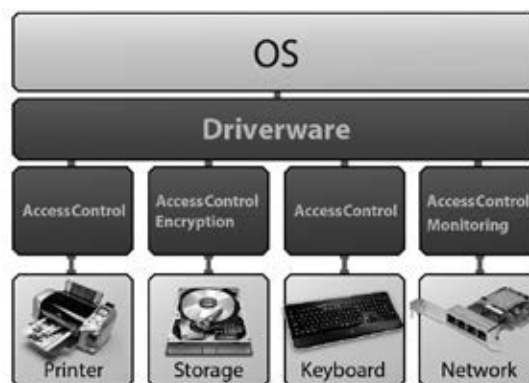 OS
Driverware
AccessControl
AccessControl
Encryption
AccessControl
AccessControl
Monitoring
Printer
Storage
Keyboard
Network